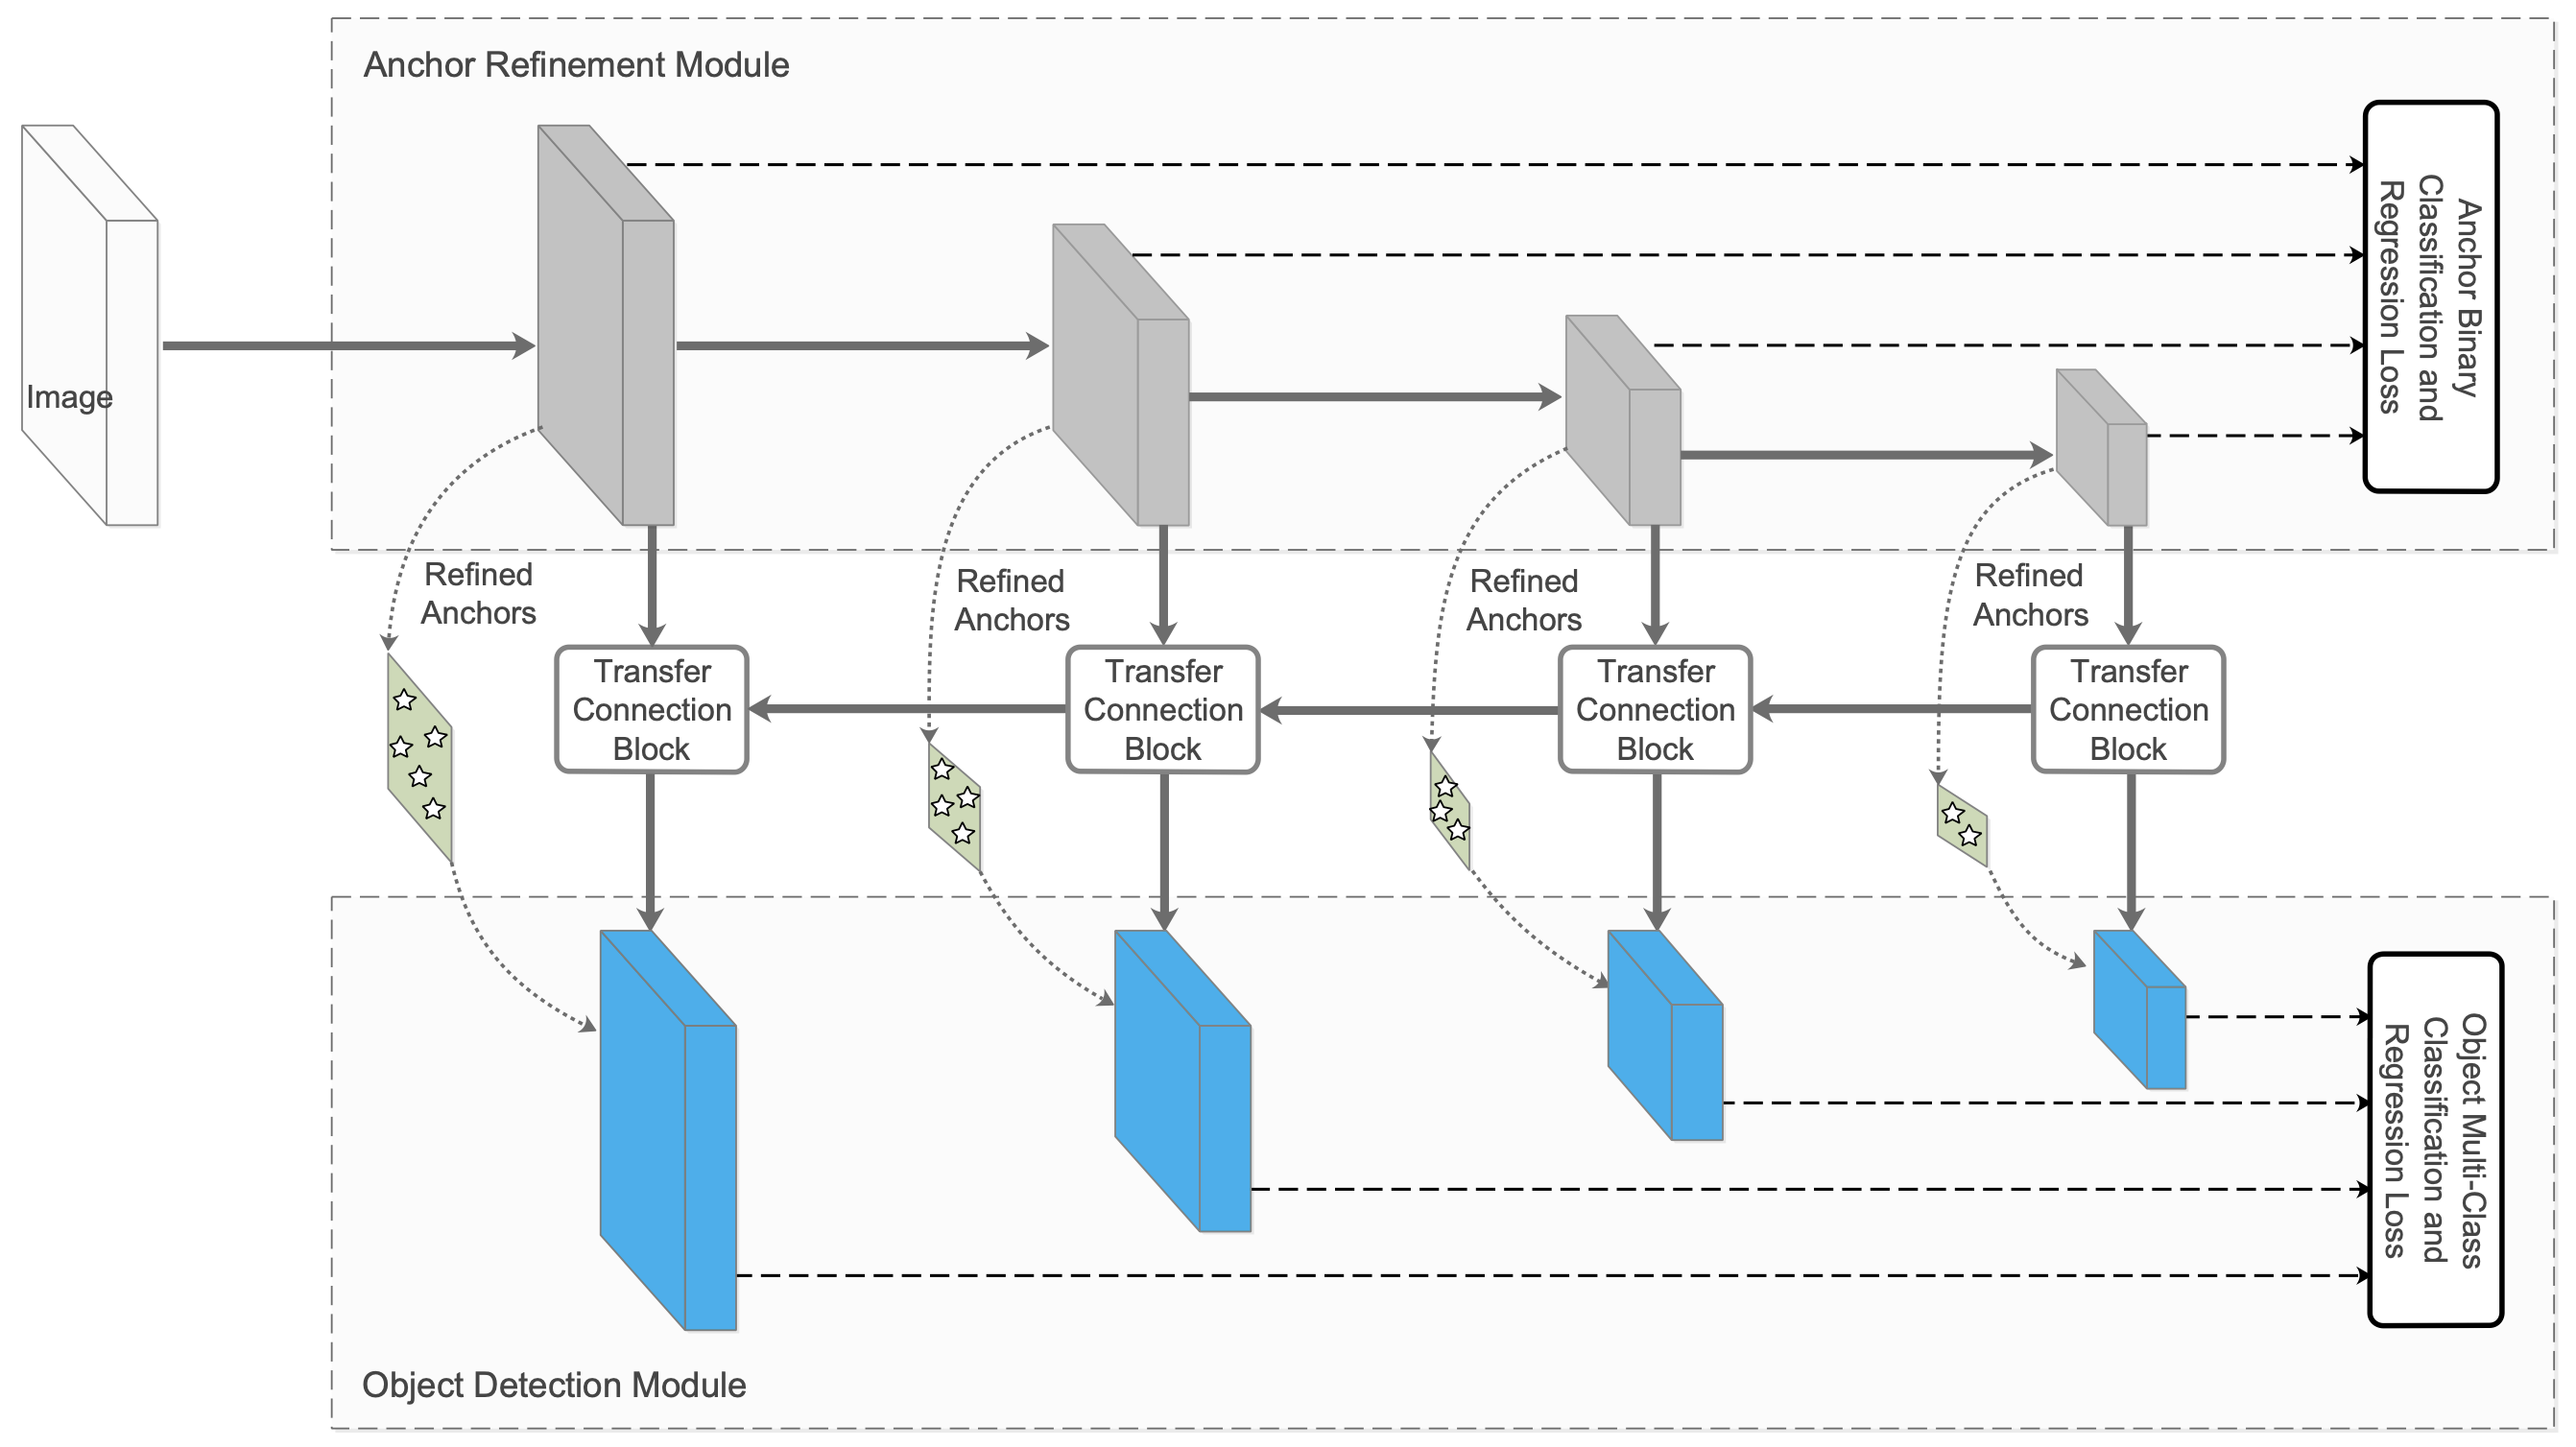 Anchor Refinement Module
Anchor Binary
Classification and
Regression Loss
Image
Refined
Anchors
Refined
Anchors
Refined
Anchors
Refined
Anchors
Transfer
Connection
Block
Transfer
Connection
Block
Transfer
Connection
Block
Transfer
Connection
Block
Object Multi-Class
Classification and
Regression Loss
Object Detection Module